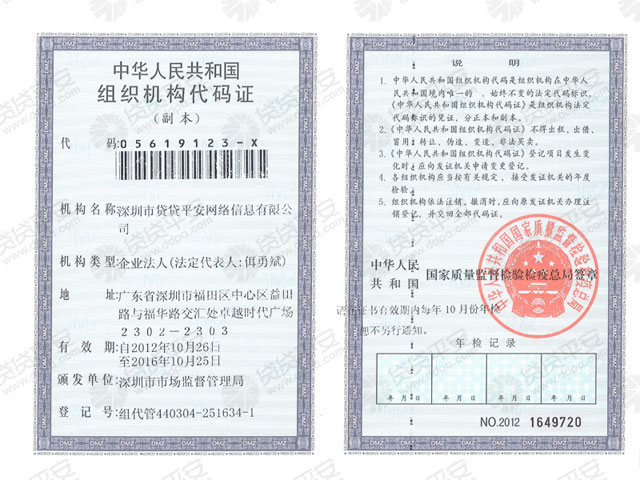 中华人民共和国
组织机构代码证
(副本)
代 码:05619123-X
机构名称:深圳市贷贷平安网络信息有限公
司
机构类型:企业法人(法定代表人:佴勇斌)
地 址:广东省深圳市福田区中心区益田
路与福华路交汇处卓越时代广场
2302-2303
有 效 期:自2012年10月26日
至2016年10月25日
颁发单位:深圳市市场监督管理局
登 记 号:组代管440304-251634-1
说 明
1. 中华人民共和国组织机构代码是组织机构在中华人
民共和国境内唯一的、始终不变的法定代码标识,
《中华人民共和国组织机构代码证》是组织机构法定
代码标识的凭证,分正本和副本。
2.《中华人民共和国组织机构代码证》不得出租、出借、
冒用、转让、伪造、变造、非法买卖。
3.《中华人民共和国组织机构代码证》登记项目发生变
化时,应向发证机关申请变更登记。
4. 各组织机构应当按有关规定,接受发证机关的年度
检验。
5. 组织机构依法注销、撤消时,应向原发证机关办理注
销登记,并交回全部代码证。
中华人民
共和国
国家质量监督检验检疫总局签章
中华人民共和国国家质量监督检验检疫总局
证书有效期内每年10月份年检
恕不另行通知。
年检记录
年 月 日
年 月 日
年 月 日
年 月 日
NO.2012 1649720